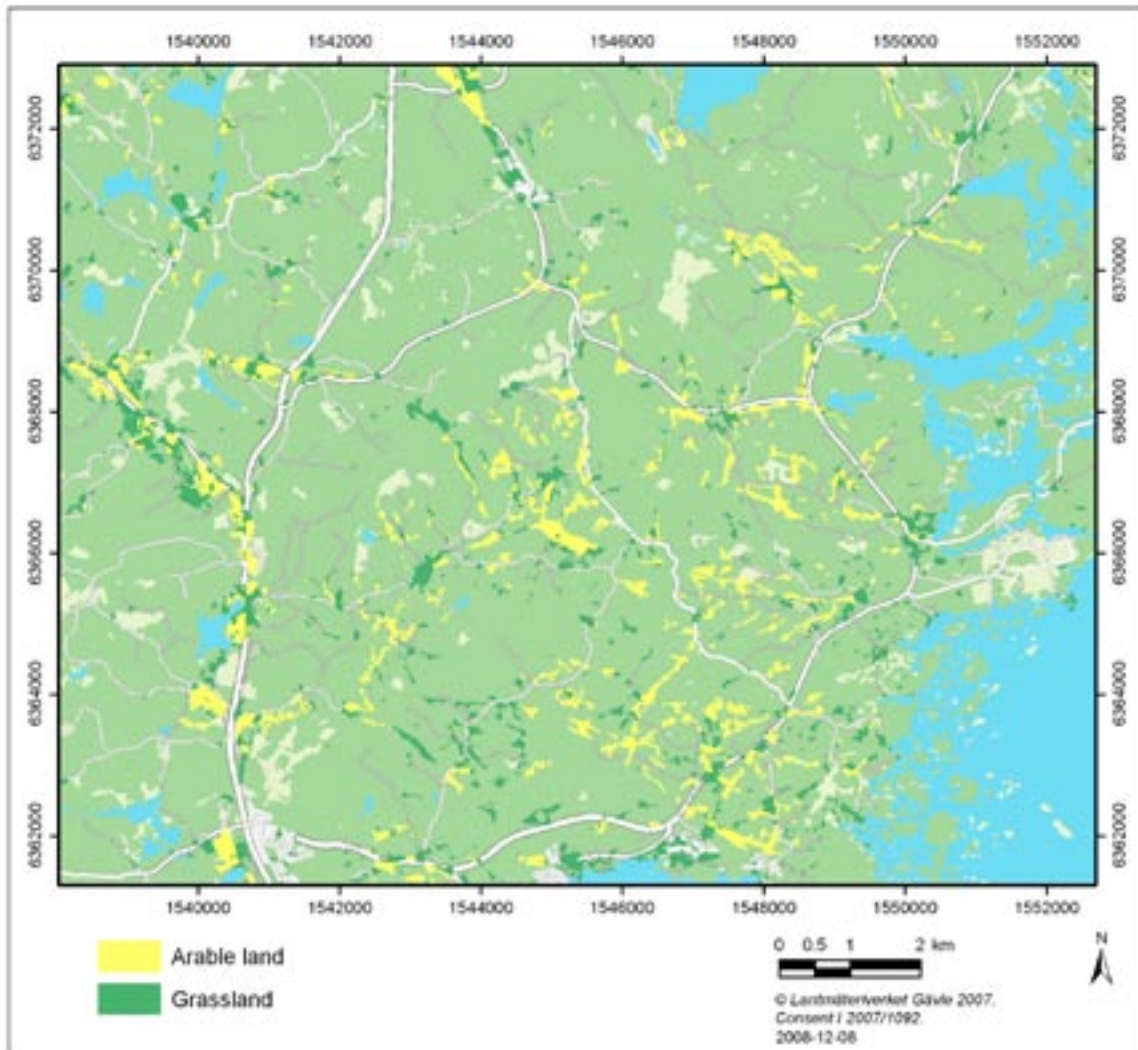 1540000 1542000 1544000 1546000 1548000 1550000 1552000
6372000 6372000
6370000 6370000
6368000 6368000
6366000 6366000
6364000 6364000
6362000 6362000
1540000 1542000 1544000 1546000 1548000 1550000 1552000
Arable land
Grassland
0 0.5 1 2 km
N
© Lantmäteriverket Gävle 2007.
Consent I 2007/1092.
2008-12-08